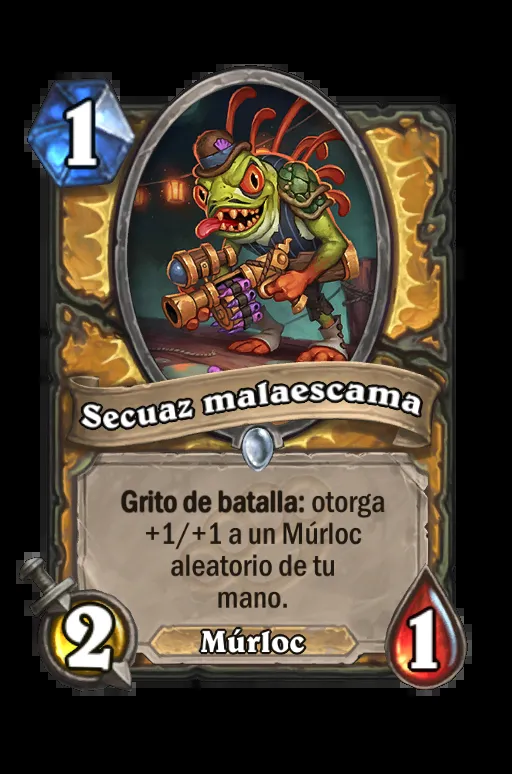 1
Secuaz malaescama
Grito de batalla: otorga
+1/+1 a un Múrloc
aleatorio de tu
mano.
2
Múrloc
1